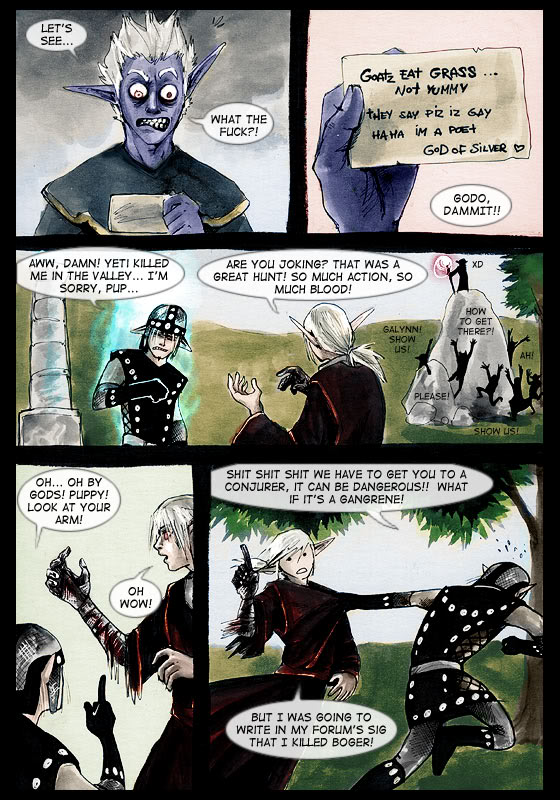 LET'S
SEE...
WHAT THE
FUCK?!
GOATZ EAT GRASS ...
NOT YUMMY
THEY SAY PIZ IZ GAY
HAHA IM A POET
GOD OF SILVER ♡
GODO,
DAMMIT!!
AWW, DAMN! YETI KILLED
ME IN THE VALLEY... I'M
SORRY, PUP...
ARE YOU JOKING? THAT WAS A
GREAT HUNT! SO MUCH ACTION, SO
MUCH BLOOD!
XD
HOW
TO GET
THERE?!
GALYNN!
SHOW
US!
AH!
PLEASE!
SHOW US!
OH... OH BY
GODS! PUPPY!
LOOK AT YOUR
ARM!
OH
WOW!
SHIT SHIT SHIT WE HAVE TO GET YOU TO A
CONJURER, IT CAN BE DANGEROUS!! WHAT
IF IT'S A GANGRENE!
BUT I WAS GOING TO
WRITE IN MY FORUM'S SIG
THAT I KILLED BOGER!